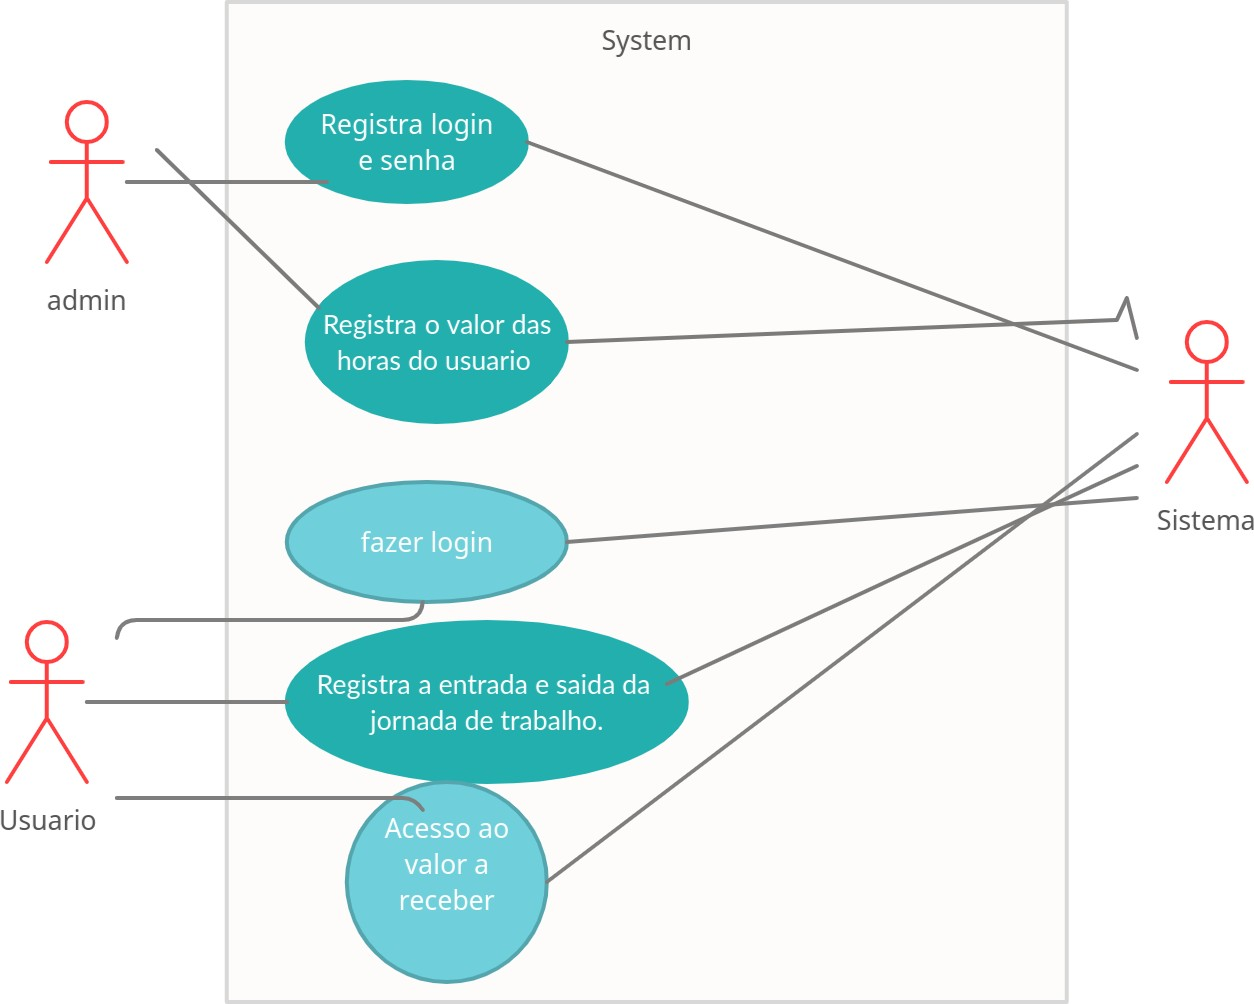 System
Registra login
e senha
admin
Registra o valor das
horas do usuario
Sistema
fazer login
Registra a entrada e saida da
jornada de trabalho.
Usuario
Acesso ao
valor a
receber